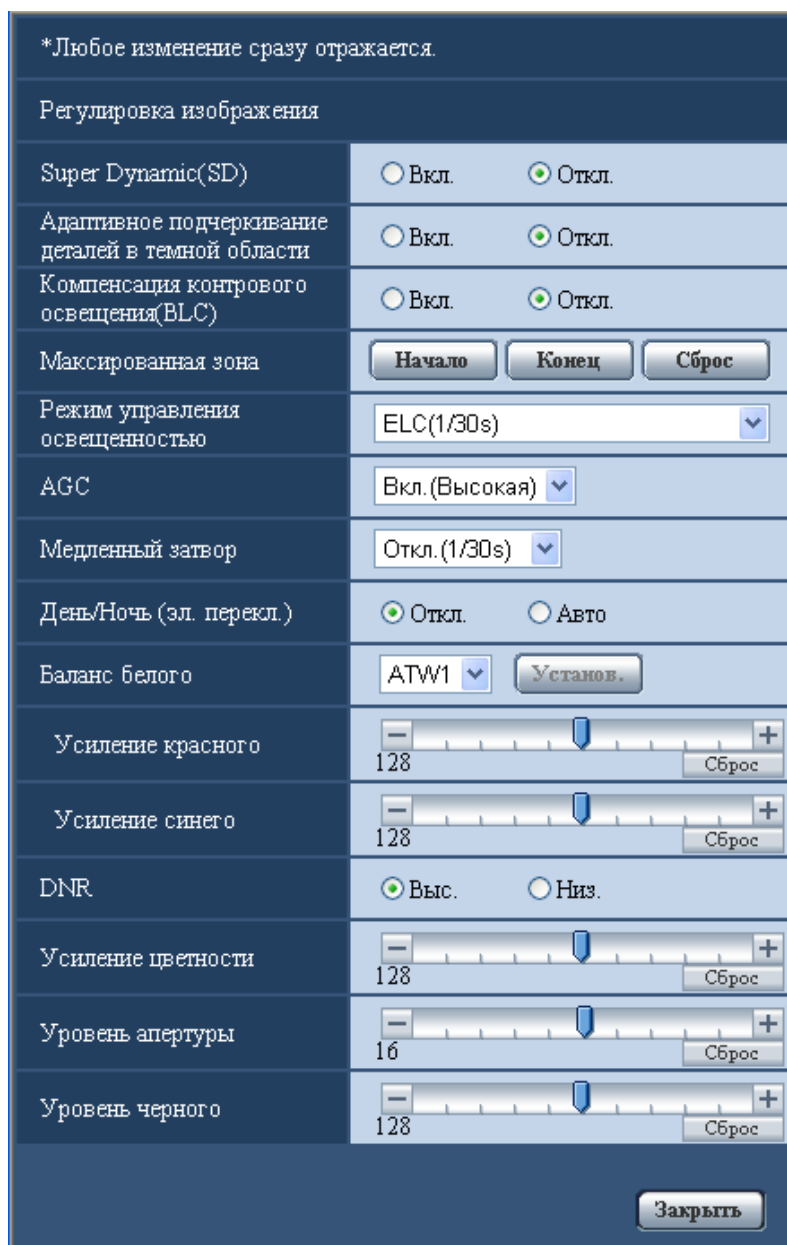 *Любое изменение сразу отражается.
Регулировка изображения
Super Dynamic(SD)
Вкл. Откл.
Адаптивное подчеркивание
деталей в темной области
Вкл. Откл.
Компенсация контрового
освещения(BLC)
Вкл. Откл.
Максированная зона
Начало Конец Сброс
Режим управления
освещенностью
ELC(1/30s)
AGC
Вкл.(Высокая)
Медленный затвор
Откл.(1/30s)
День/Ночь (эл. перекл.)
Откл. Авто
Баланс белого
ATW1 Установ.
Усиление красного
128 Сброс
Усиление синего
128 Сброс
DNR
Выс. Низ.
Усиление цветности
128 Сброс
Уровень апертуры
16 Сброс
Уровень черного
128 Сброс
Закрыть